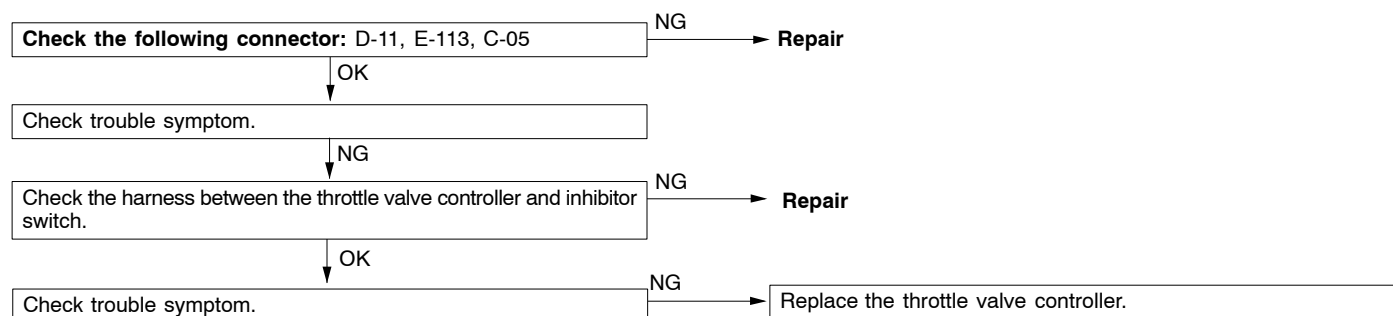 NG
Check the following connector: D-11, E-113, C-05
Repair
OK
Check trouble symptom.
NG
Check the harness between the throttle valve controller and inhibitor
switch.
NG
Repair
OK
Check trouble symptom.
NG
Replace the throttle valve controller.